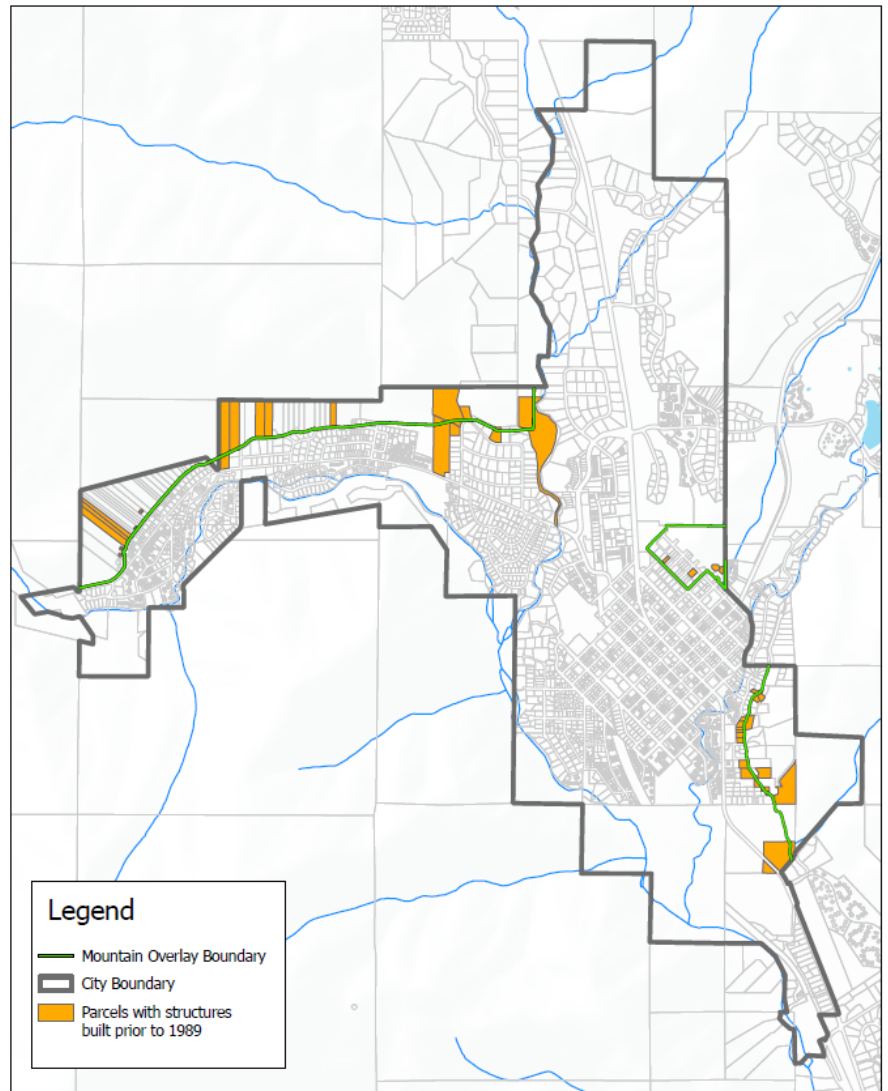 Legend
Mountain Overlay Boundary
City Boundary
Parcels with structures
built prior to 1989